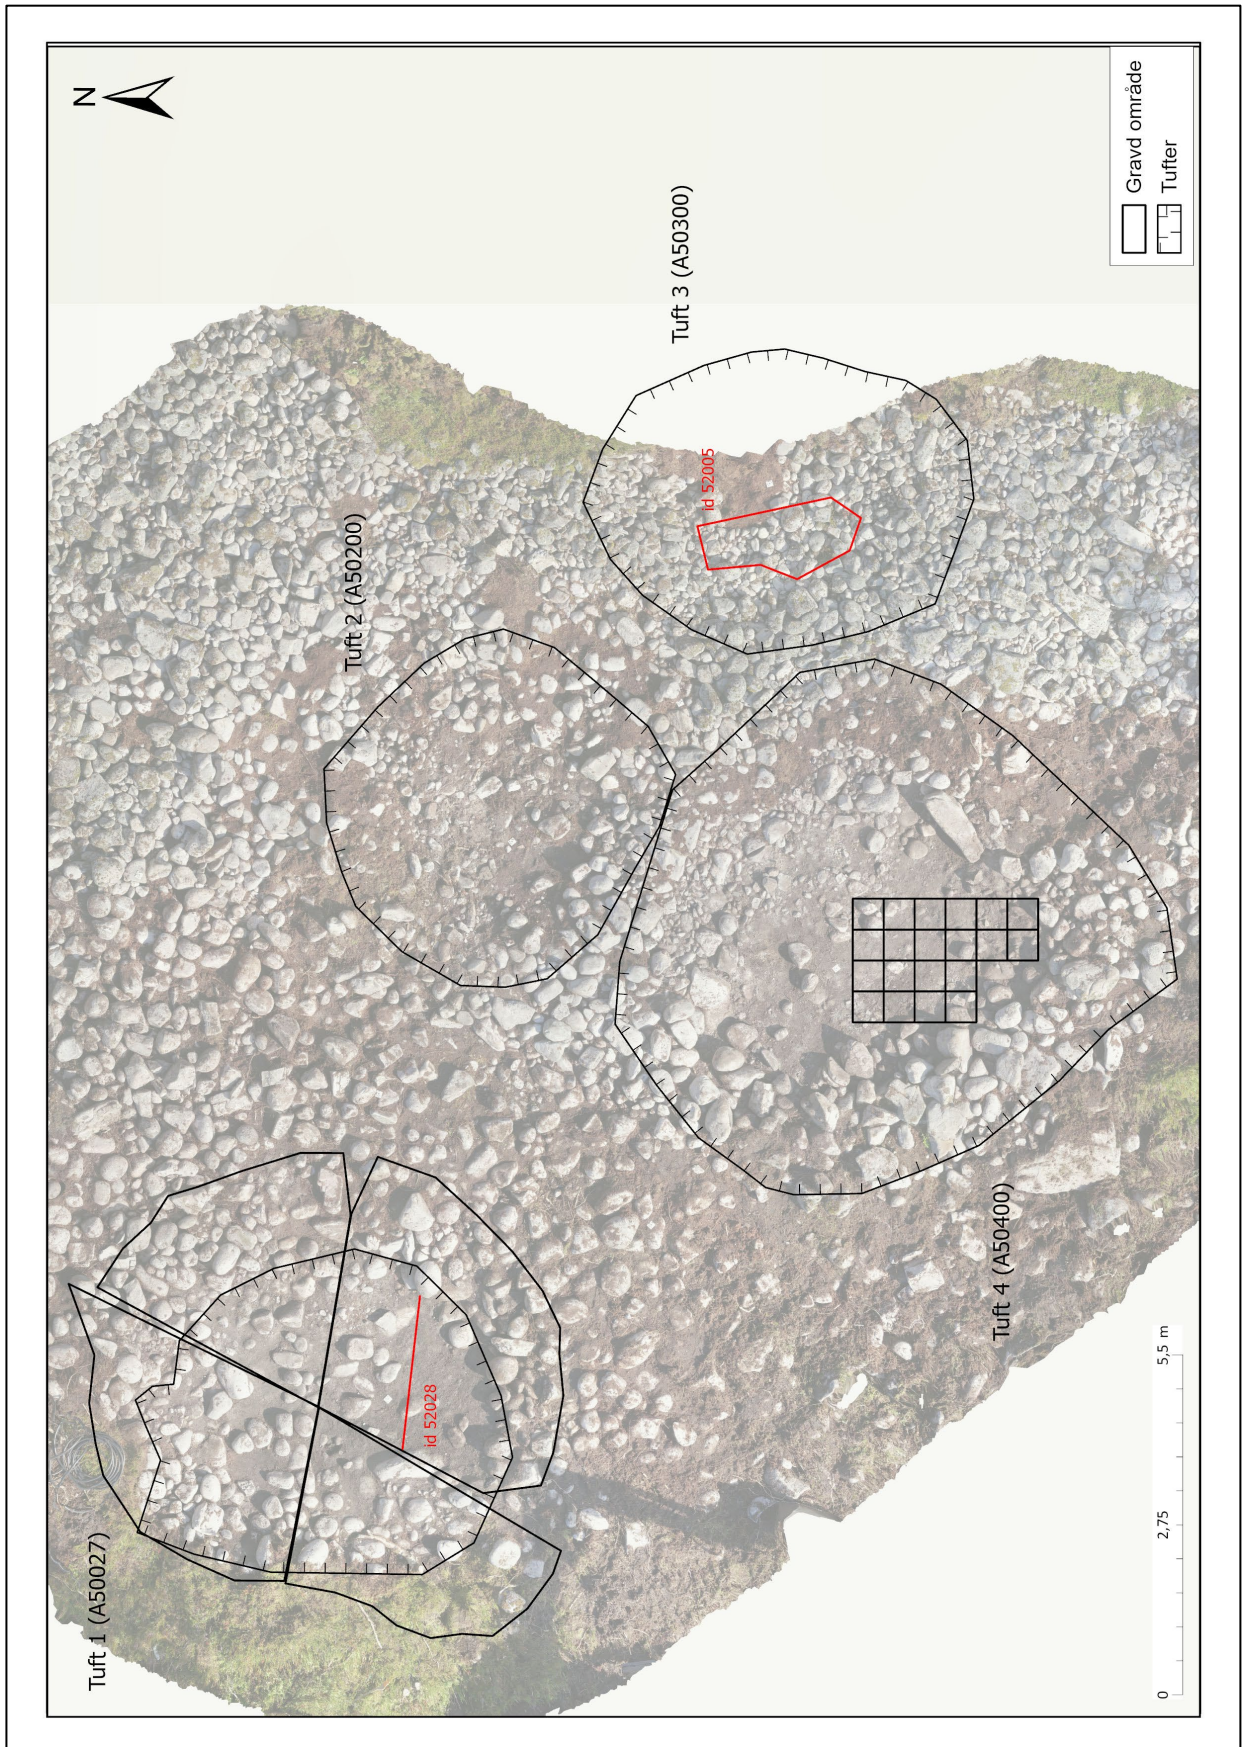 N
Tuft 1 (A50027)
Tuft 2 (A50200)
Tuft 3 (A50300)
Tuft 4 (A50400)
id 52028
id 52005
0
2,75
5,5 m
Gravd område
Tufter